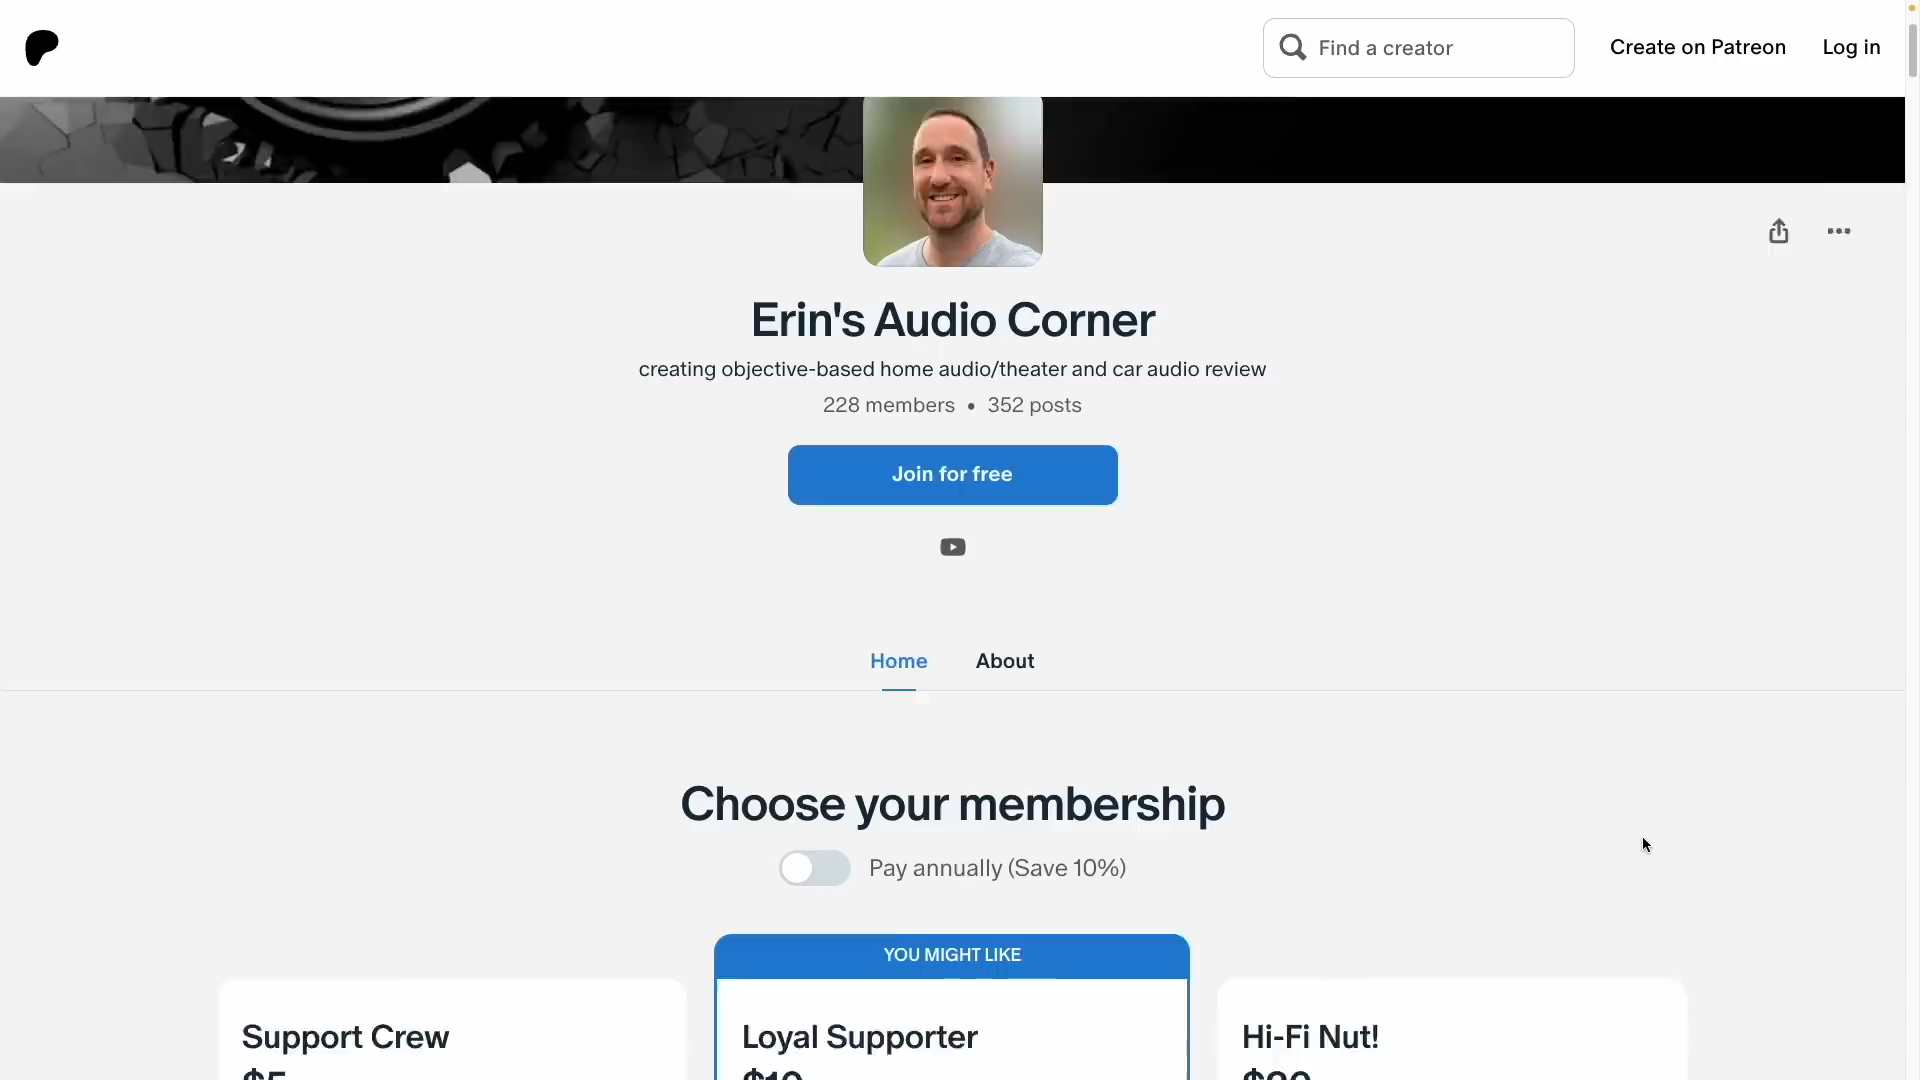 Find a creator
Create on Patreon
Log in
Erin's Audio Corner
creating objective-based home audio/theater and car audio review
228 members • 352 posts
Join for free
Home
About
Choose your membership
Pay annually (Save 10%)
YOU MIGHT LIKE
Support Crew
Loyal Supporter
Hi-Fi Nut!